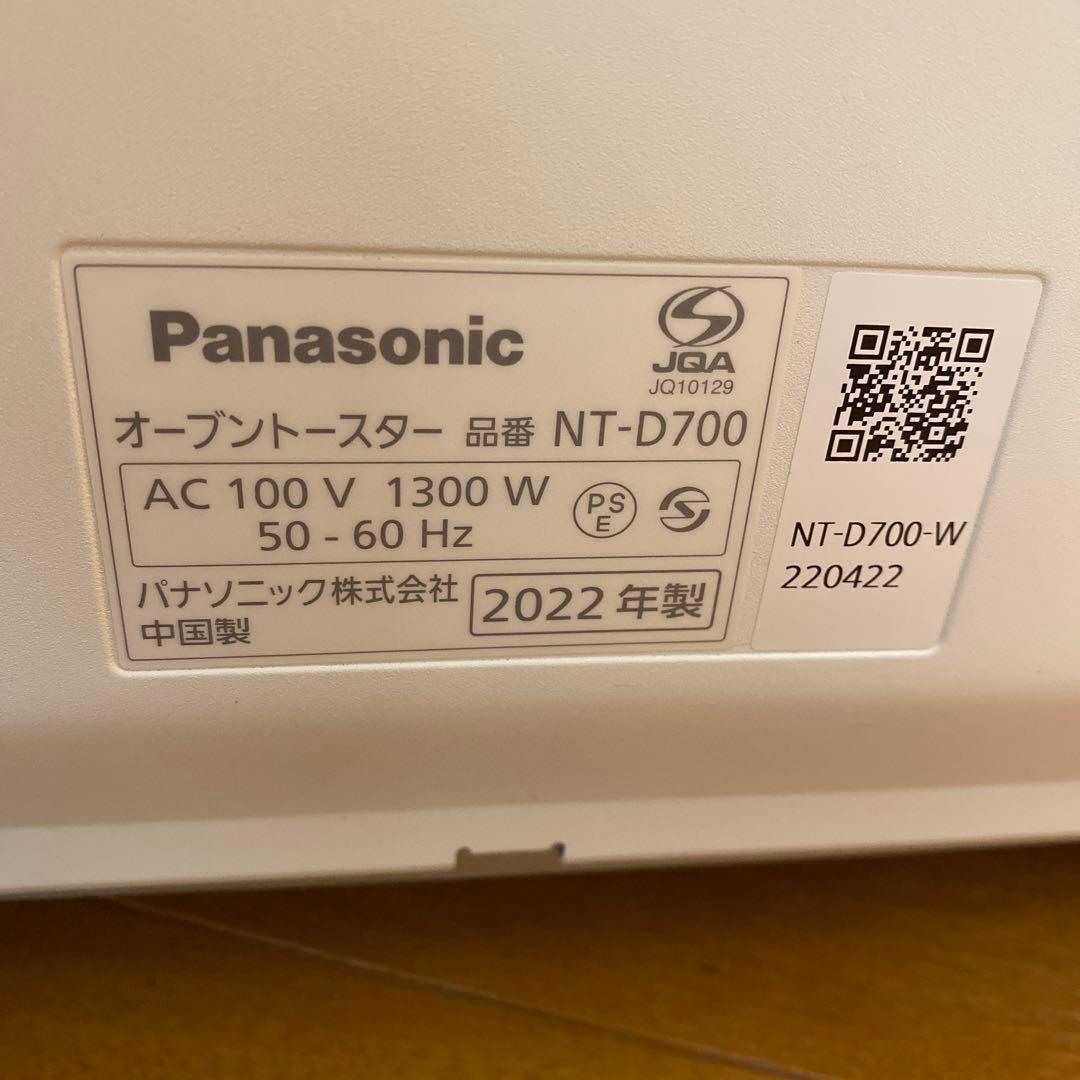 Panasonic
JQA
JQ10129
オーブントースター 品番 NT-D700
AC 100 V 1300 W
50 - 60 Hz
PS
E
パナソニック株式会社
中国製
2022 年製
NT-D700-W
220422